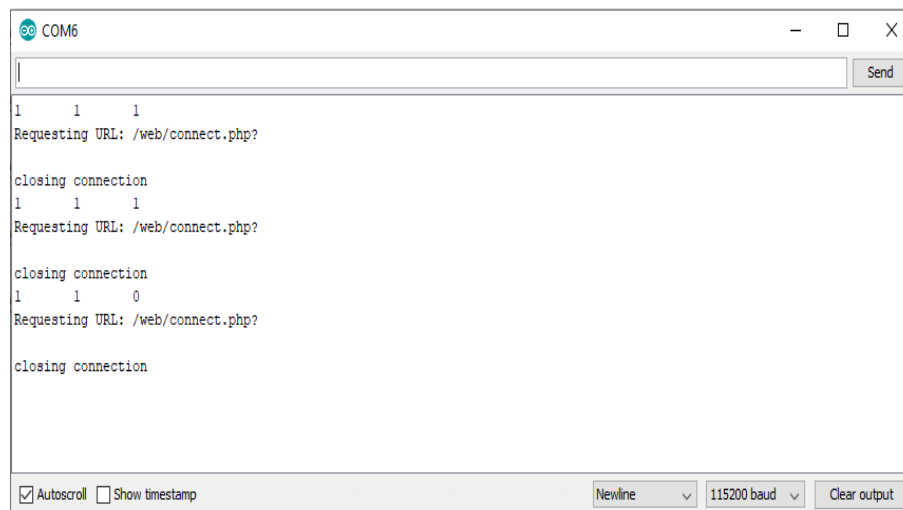 COM6
Send
1 1 1
Requesting URL: /web/connect.php?
closing connection
1 1 1
Requesting URL: /web/connect.php?
closing connection
1 1 0
Requesting URL: /web/connect.php?
closing connection
Autoscroll Show timestamp Newline 115200 baud Clear output